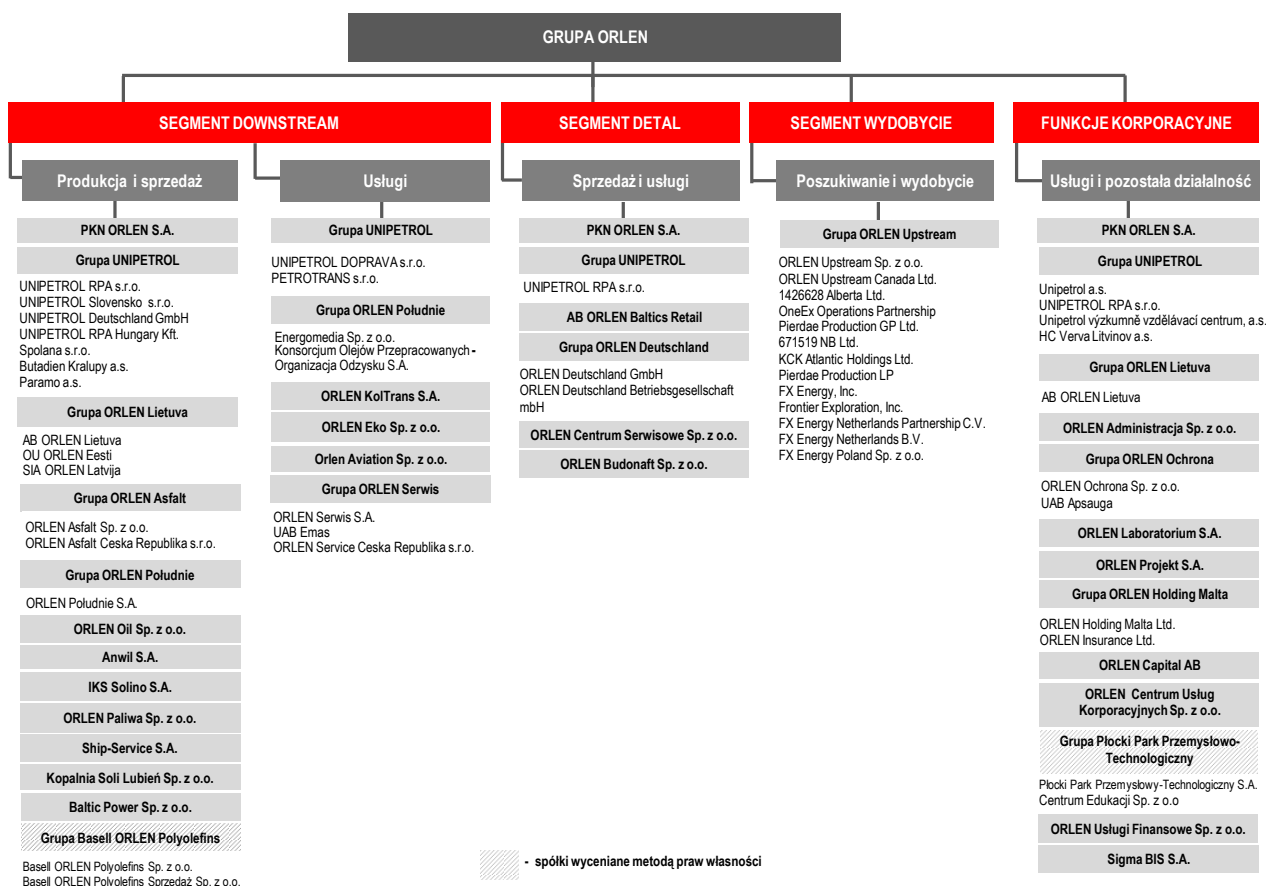 GRUPA ORLEN
SEGMENT DOWNSTREAM
Produkcja i sprzedaż
PKN ORLEN S.A.
Grupa UNIPETROL
UNIPETROL RPA s.r.o.
UNIPETROL Slovensko s.r.o.
UNIPETROL Deutschland GmbH
UNIPETROL RPA Hungary Kft.
Spolana s.r.o.
Butadien Kralupy a.s.
Paramo a.s.
Grupa ORLEN Lietuva
AB ORLEN Lietuva
OU ORLEN Eesti
SIA ORLEN Latvija
Grupa ORLEN Asfalt
ORLEN Asfalt Sp. z o.o.
ORLEN Asfalt Ceska Republika s.r.o.
Grupa ORLEN Południe
ORLEN Południe S.A.
ORLEN Oil Sp. z o.o.
Anwil S.A.
IKS Solino S.A.
ORLEN Paliwa Sp. z o.o.
Ship-Service S.A.
Kopalnia Soli Lubień Sp. z o.o.
Baltic Power Sp. z o.o.
Grupa Basell ORLEN Polyolefins
Basell ORLEN Polyolefins Sp. z o.o.
Basell ORLEN Polyolefins Sprzedaż Sp. z o.o.
Usługi
Grupa UNIPETROL
UNIPETROL DOPRAVA s.r.o.
PETROTRANS s.r.o.
Grupa ORLEN Południe
Energomedia Sp. z o.o.
Konsorcjum Olejów Przepracowanych -
Organizacja Odzysku S.A.
ORLEN KolTrans S.A.
ORLEN Eko Sp. z o.o.
Orlen Aviation Sp. z o.o.
Grupa ORLEN Serwis
ORLEN Serwis S.A.
UAB Emas
ORLEN Service Ceska Republika s.r.o.
SEGMENT DETAL
Sprzedaż i usługi
PKN ORLEN S.A.
Grupa UNIPETROL
UNIPETROL RPA s.r.o.
AB ORLEN Baltics Retail
Grupa ORLEN Deutschland
ORLEN Deutschland GmbH
ORLEN Deutschland Betriebsgesellschaft
mbH
ORLEN Centrum Serwisowe Sp. z o.o.
ORLEN Budonaft Sp. z o.o.
SEGMENT WYDOBYCIE
Poszukiwanie i wydobycie
Grupa ORLEN Upstream
ORLEN Upstream Sp. z o.o.
ORLEN Upstream Canada Ltd.
1426628 Alberta Ltd.
OneEx Operations Partnership
Pierdae Production GP Ltd.
671519 NB Ltd.
KCK Atlantic Holdings Ltd.
Pierdae Production LP
FX Energy, Inc.
Frontier Exploration, Inc.
FX Energy Netherlands Partnership C.V.
FX Energy Netherlands B.V.
FX Energy Poland Sp. z o.o.
FUNKCJE KORPORACYJNE
Usługi i pozostała działalność
PKN ORLEN S.A.
Grupa UNIPETROL
Unipetrol a.s.
UNIPETROL RPA s.r.o.
Unipetrol výzkumně vzdělávací centrum, a.s.
HC Verva Litvinov a.s.
Grupa ORLEN Lietuva
AB ORLEN Lietuva
ORLEN Administracja Sp. z o.o.
Grupa ORLEN Ochrona
ORLEN Ochrona Sp. z o.o.
UAB Apsauga
ORLEN Laboratorium S.A.
ORLEN Projekt S.A.
Grupa ORLEN Holding Malta
ORLEN Holding Malta Ltd.
ORLEN Insurance Ltd.
ORLEN Capital AB
ORLEN Centrum Usług
Korporacyjnych Sp. z o.o.
Grupa Płocki Park Przemysłowo-
Technologiczny
Płocki Park Przemysłowy-Technologiczny S.A.
Centrum Edukacji Sp. z o.o
ORLEN Usługi Finansowe Sp. z o.o.
Sigma BIS S.A.
- spółki wyceniane metodą praw własności